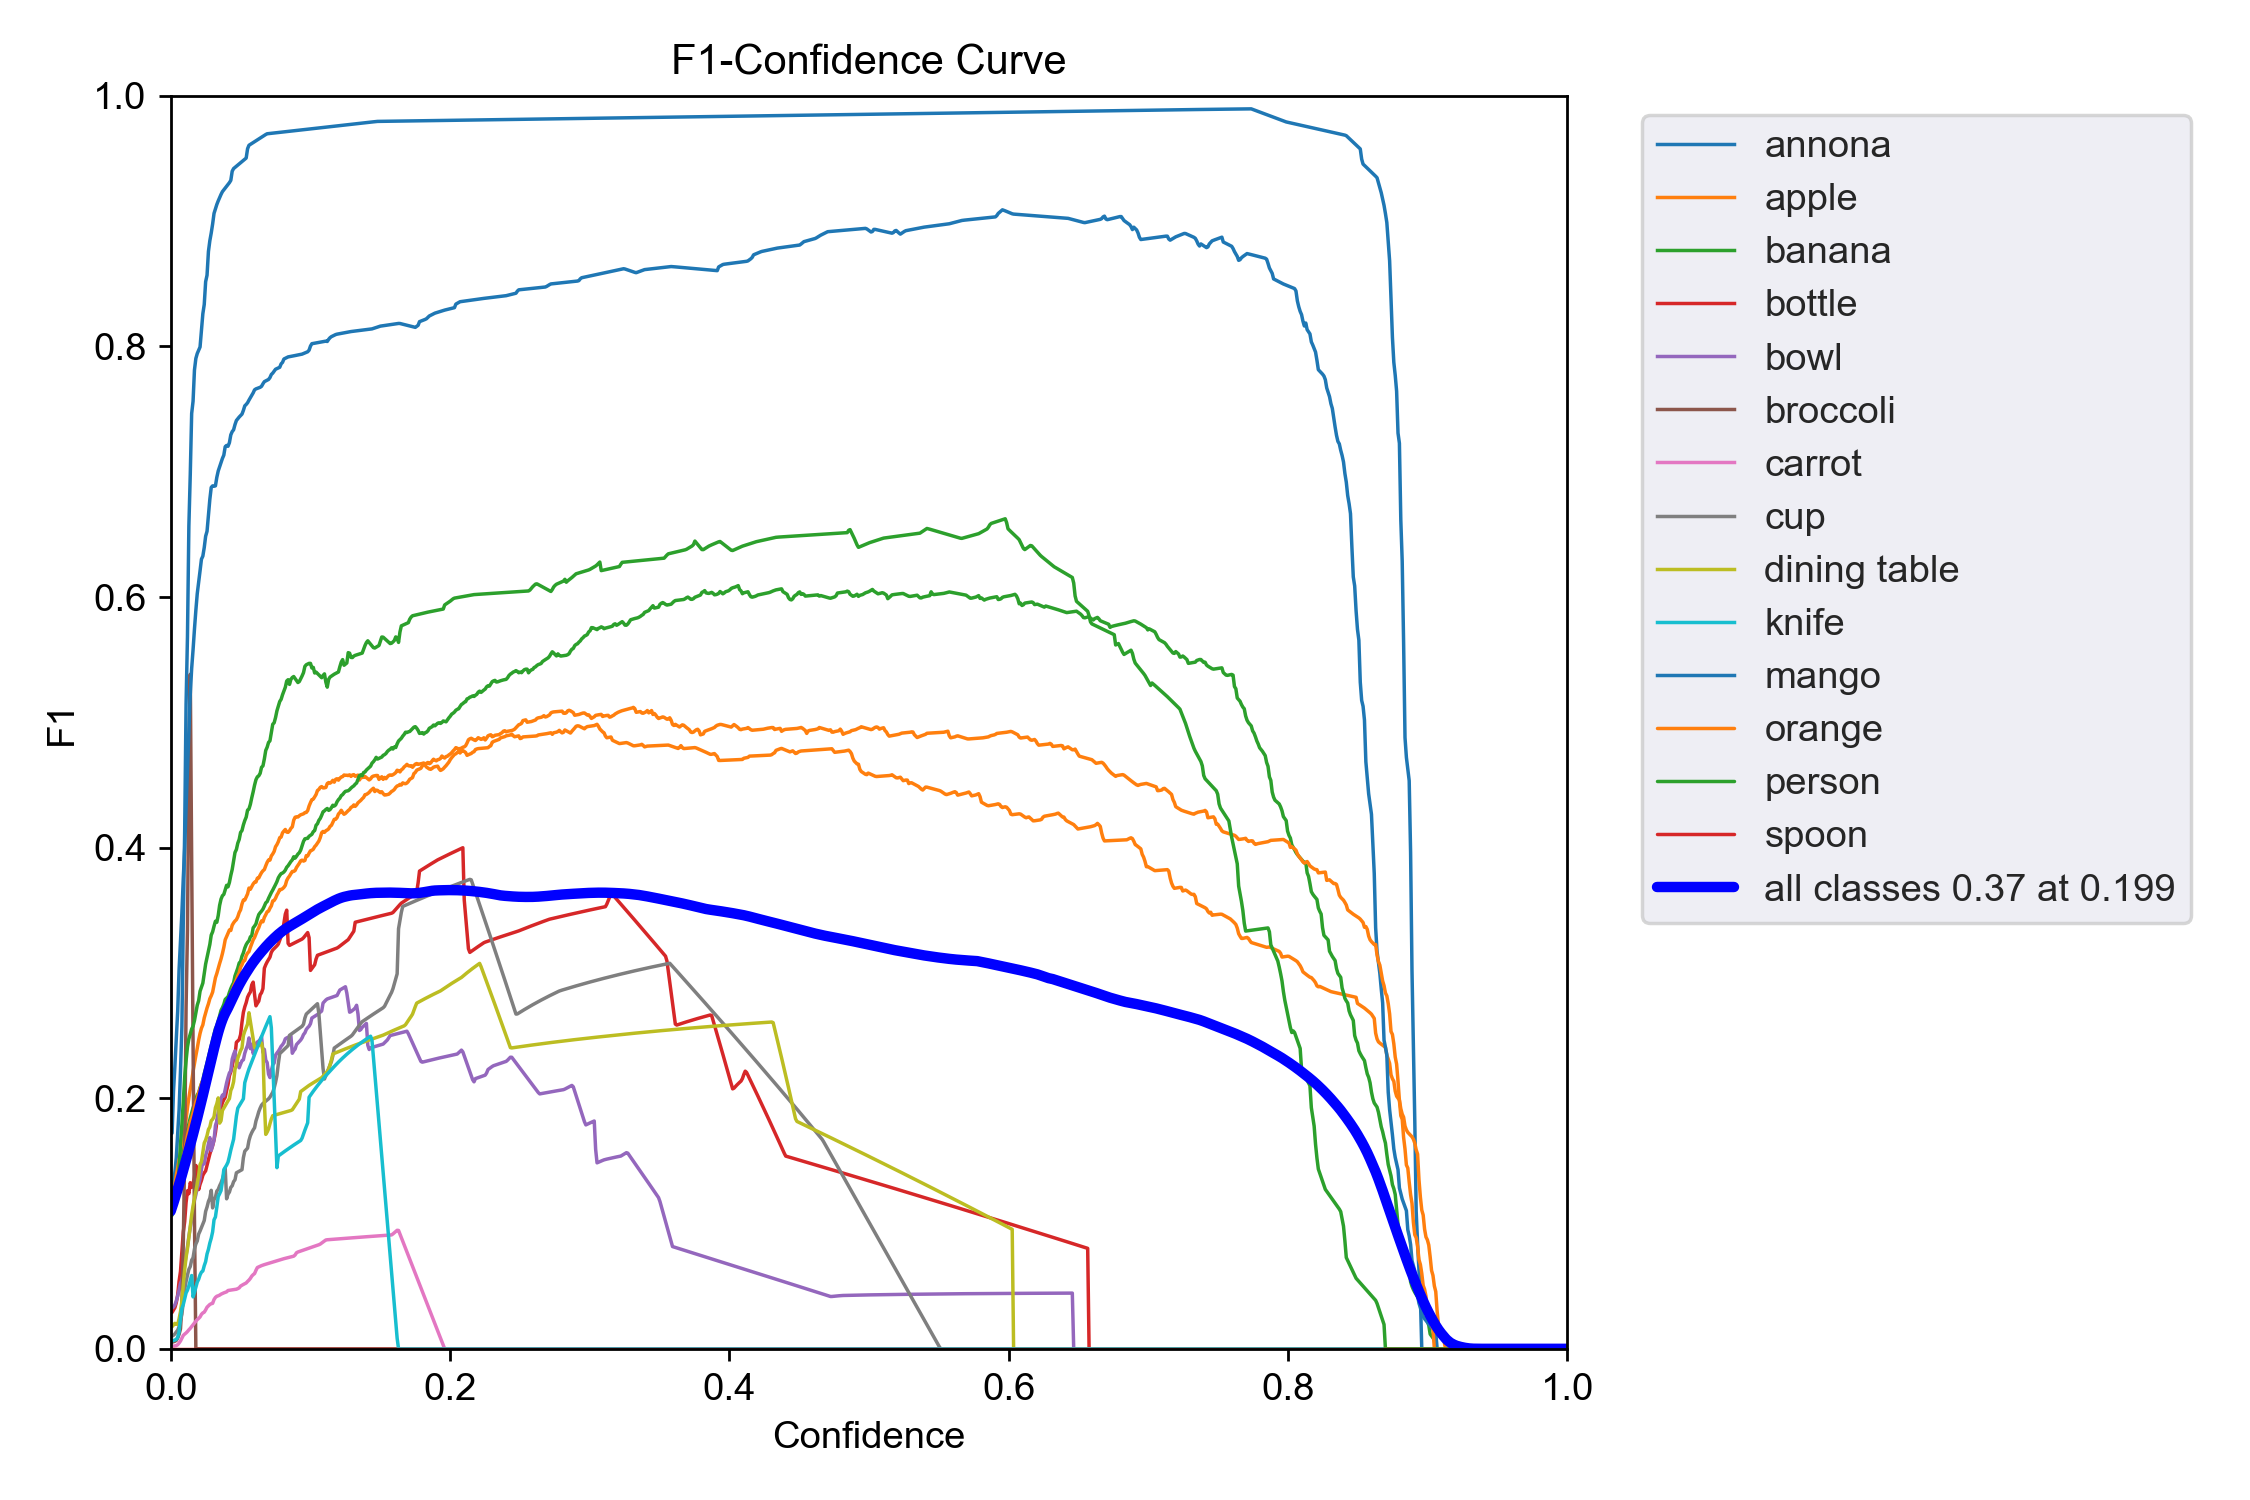 F1-Confidence Curve
1.0
0.8
0.6
0.4
0.2
0.0
F1
0.0 0.2 0.4 0.6 0.8 1.0
Confidence
annona
apple
banana
bottle
bowl
broccoli
carrot
cup
dining table
knife
mango
orange
person
spoon
all classes 0.37 at 0.199